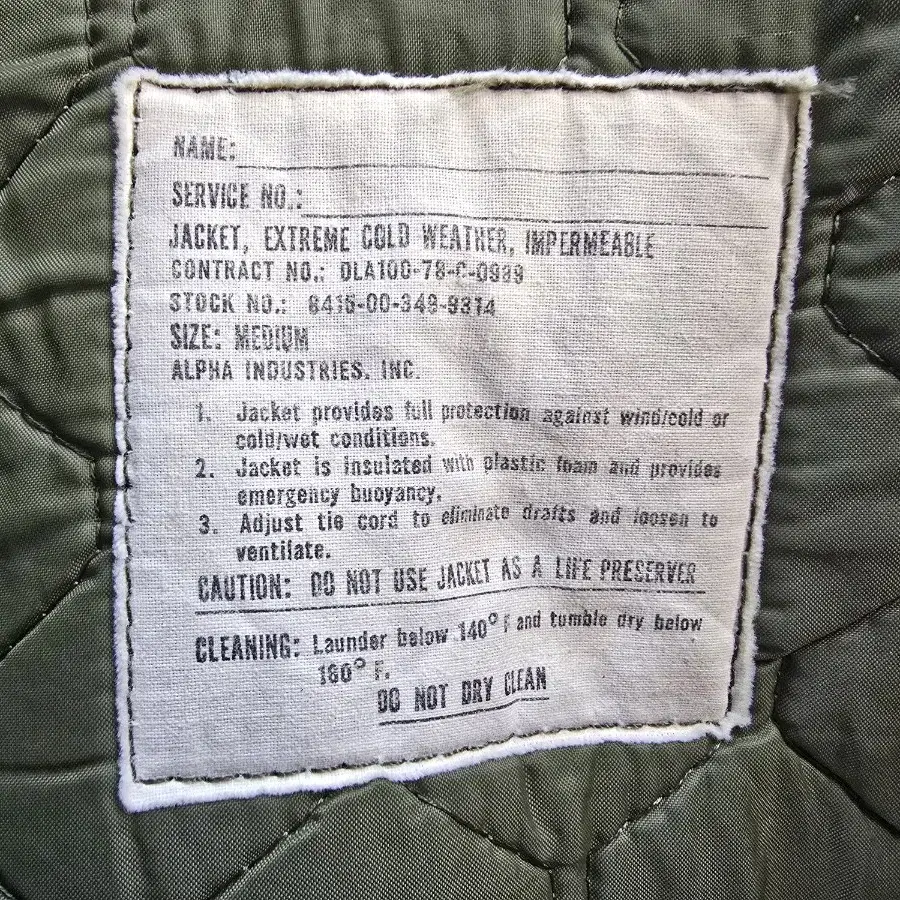 NAME:
SERVICE NO.:
JACKET, EXTREME COLD WEATHER, IMPERMEABLE
CONTRACT NO.: DLA100-78-C-0939
STOCK NO.: 8415-00-349-9314
SIZE: MEDIUM
ALPHA INDUSTRIES, INC.
1. Jacket provides full protection against wind/cold or
cold/wet conditions.
2. Jacket is insulated with plastic foam and provides
emergency buoyancy.
3. Adjust tie cord to eliminate drafts and loosen to
ventilate.
CAUTION: DO NOT USE JACKET AS A LIFE PRESERVER
CLEANING: Launder below 140° F and tumble dry below
180° F.
DO NOT DRY CLEAN